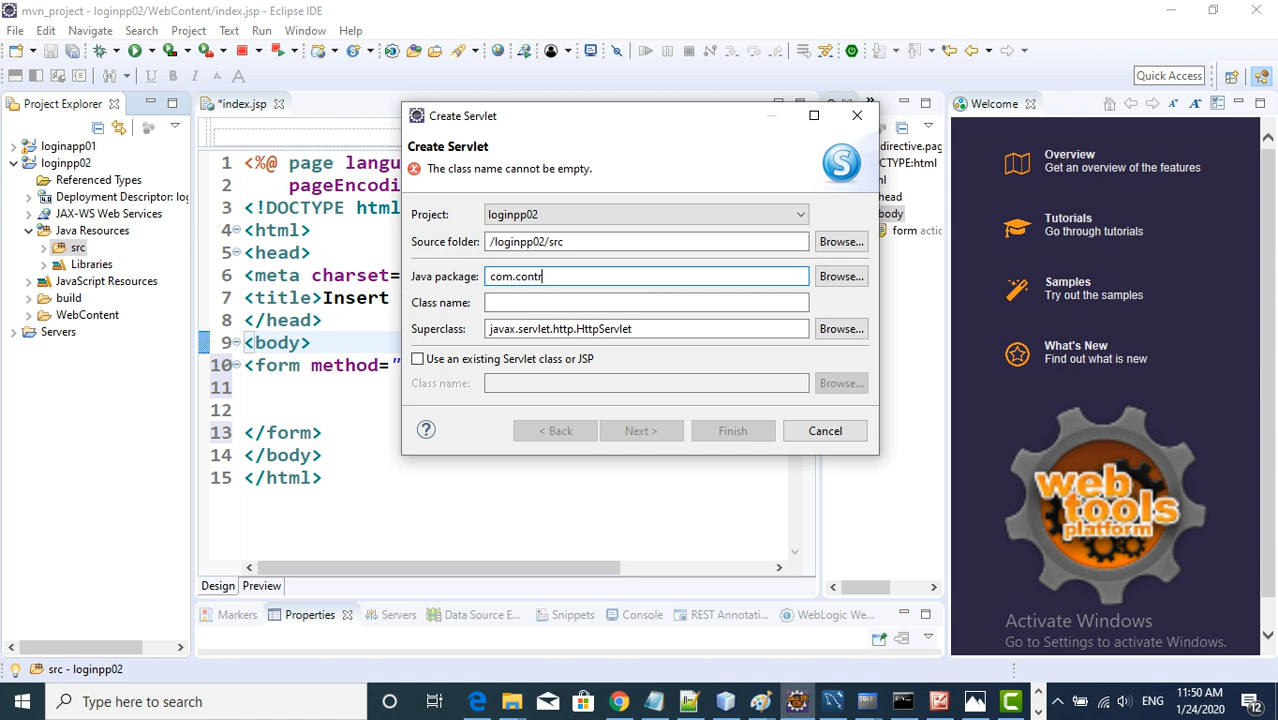 mvn_project - loginpp02/WebContent/index.jsp - Eclipse IDE
File Edit Navigate Search Project Text Run Window Help
Quick Access
Project Explorer
loginapp01
loginpp02
Referenced Types
Deployment Descriptor: log
JAX-WS Web Services
Java Resources
src
Libraries
JavaScript Resources
build
WebContent
Servers
*index.jsp
1 <%@ page langu
2 pageEncodi
3 <!DOCTYPE html
4 <html>
5 <head>
6 <meta charset=
7 <title>Insert
8 </head>
9 <body>
10 <form method="
11
12
13 </form>
14 </body>
15 </html>
Design Preview
Create Servlet
Create Servlet
The class name cannot be empty.
S
Project: loginpp02
Source folder: /loginpp02/src Browse...
Java package: com.contr Browse...
Class name:
Superclass: javax.servlet.http.HttpServlet Browse...
Use an existing Servlet class or JSP
Class name: Browse...
< Back Next > Finish Cancel
directive.pag
CTYPE:html
ml
head
body
form actio
Welcome
Overview
Get an overview of the features
Tutorials
Go through tutorials
Samples
Try out the samples
What's New
Find out what is new
web
tools
platform
Activate Windows
Go to Settings to activate Windows.
Markers Properties Servers Data Source E... Snippets Console REST Annotati... WebLogic We...
src - loginpp02
Type here to search
ENG
11:50 AM
1/24/2020
12